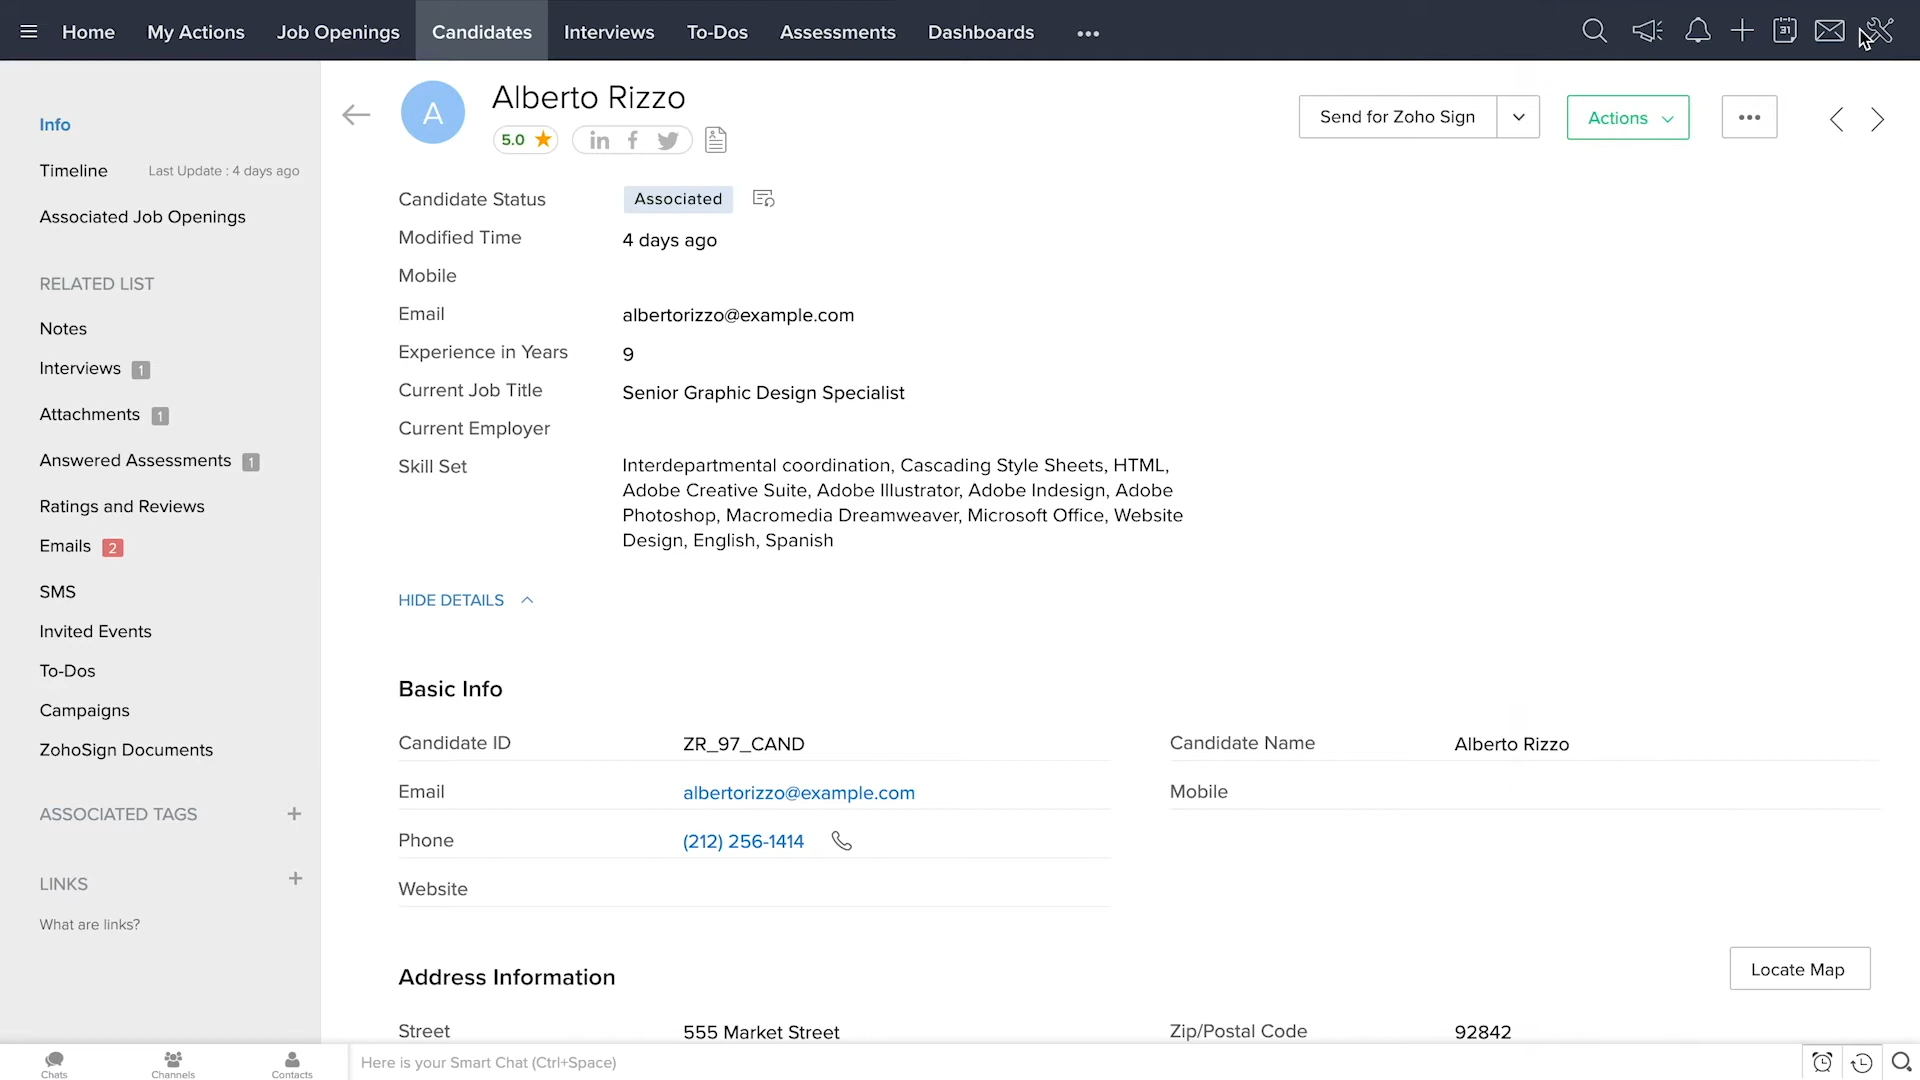 Home My Actions Job Openings Candidates Interviews To-Dos Assessments Dashboards 31
Info
Timeline Last Update : 4 days ago
Associated Job Openings
RELATED LIST
Notes
Interviews 1
Attachments 1
Answered Assessments 1
Ratings and Reviews
Emails 2
SMS
Invited Events
To-Dos
Campaigns
ZohoSign Documents
ASSOCIATED TAGS
LINKS
What are links?
A
Alberto Rizzo
5.0
Send for Zoho Sign
Actions
Candidate Status Associated
Modified Time 4 days ago
Mobile
Email albertorizzo@example.com
Experience in Years 9
Current Job Title Senior Graphic Design Specialist
Current Employer
Skill Set Interdepartmental coordination, Cascading Style Sheets, HTML,
Adobe Creative Suite, Adobe Illustrator, Adobe Indesign, Adobe
Photoshop, Macromedia Dreamweaver, Microsoft Office, Website
Design, English, Spanish
HIDE DETAILS
Basic Info
Candidate ID ZR_97_CAND Candidate Name Alberto Rizzo
Email albertorizzo@example.com Mobile
Phone (212) 256-1414
Website
Address Information Locate Map
Street 555 Market Street Zip/Postal Code 92842
Chats Channels Contacts Here is your Smart Chat (Ctrl+Space)